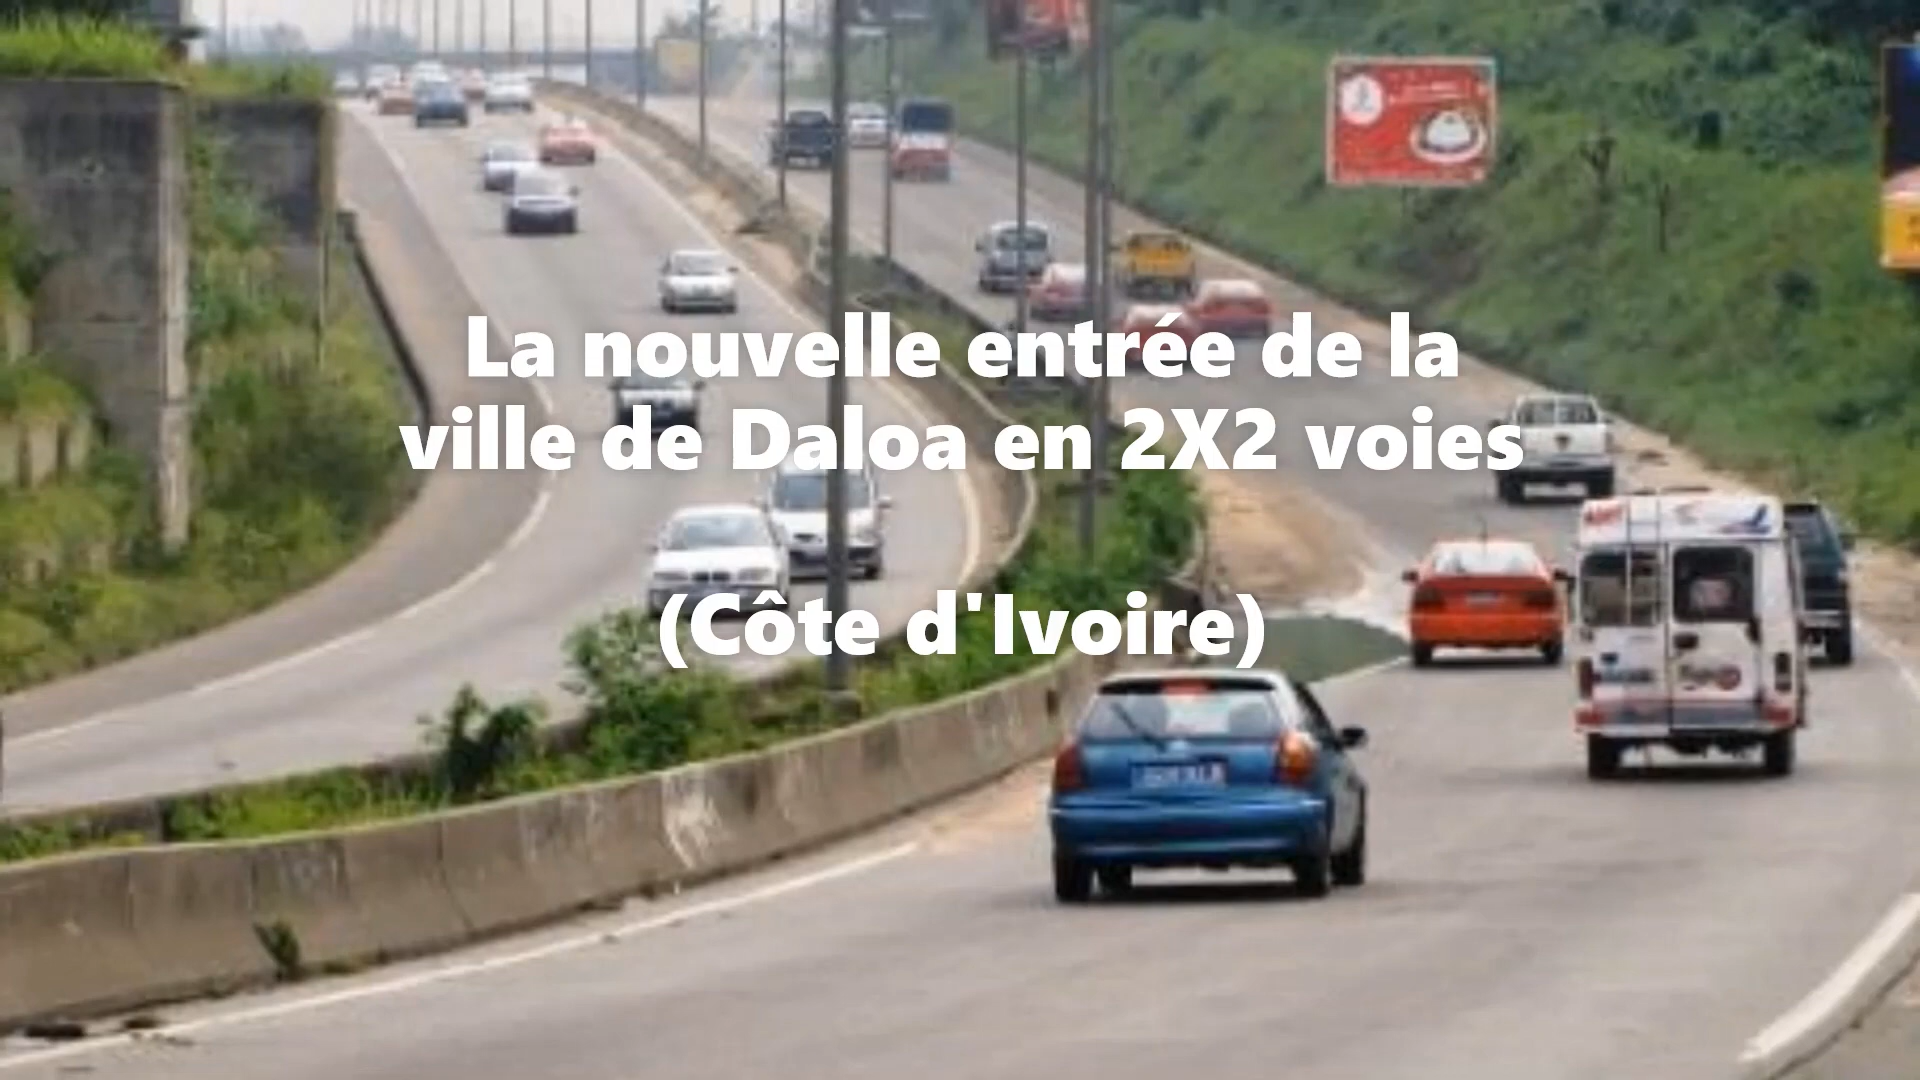 La nouvelle entrée de la
ville de Daloa en 2X2 voies
(Côte d'Ivoire)